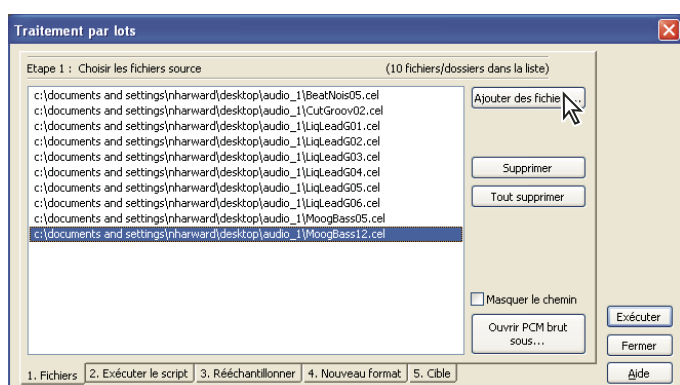 Traitement par lots
Etape 1 : Choisir les fichiers source (10 fichiers/dossiers dans la liste)
c:\documents and settings\nharward\desktop\audio_1\BeatNois05.cel
c:\documents and settings\nharward\desktop\audio_1\CutGroov02.cel
c:\documents and settings\nharward\desktop\audio_1\LiqLeadG01.cel
c:\documents and settings\nharward\desktop\audio_1\LiqLeadG02.cel
c:\documents and settings\nharward\desktop\audio_1\LiqLeadG03.cel
c:\documents and settings\nharward\desktop\audio_1\LiqLeadG04.cel
c:\documents and settings\nharward\desktop\audio_1\LiqLeadG05.cel
c:\documents and settings\nharward\desktop\audio_1\LiqLeadG06.cel
c:\documents and settings\nharward\desktop\audio_1\MoogBass05.cel
c:\documents and settings\nharward\desktop\audio_1\MoogBass12.cel
Ajouter des
Supprimer
Tout supprimer
Masquer le chemin
Ouvrir PCM brut
sous...
Exécuter
Fermer
Aide
1. Fichiers 2. Exécuter le script 3. Rééchantillonner 4. Nouveau format 5. Cible